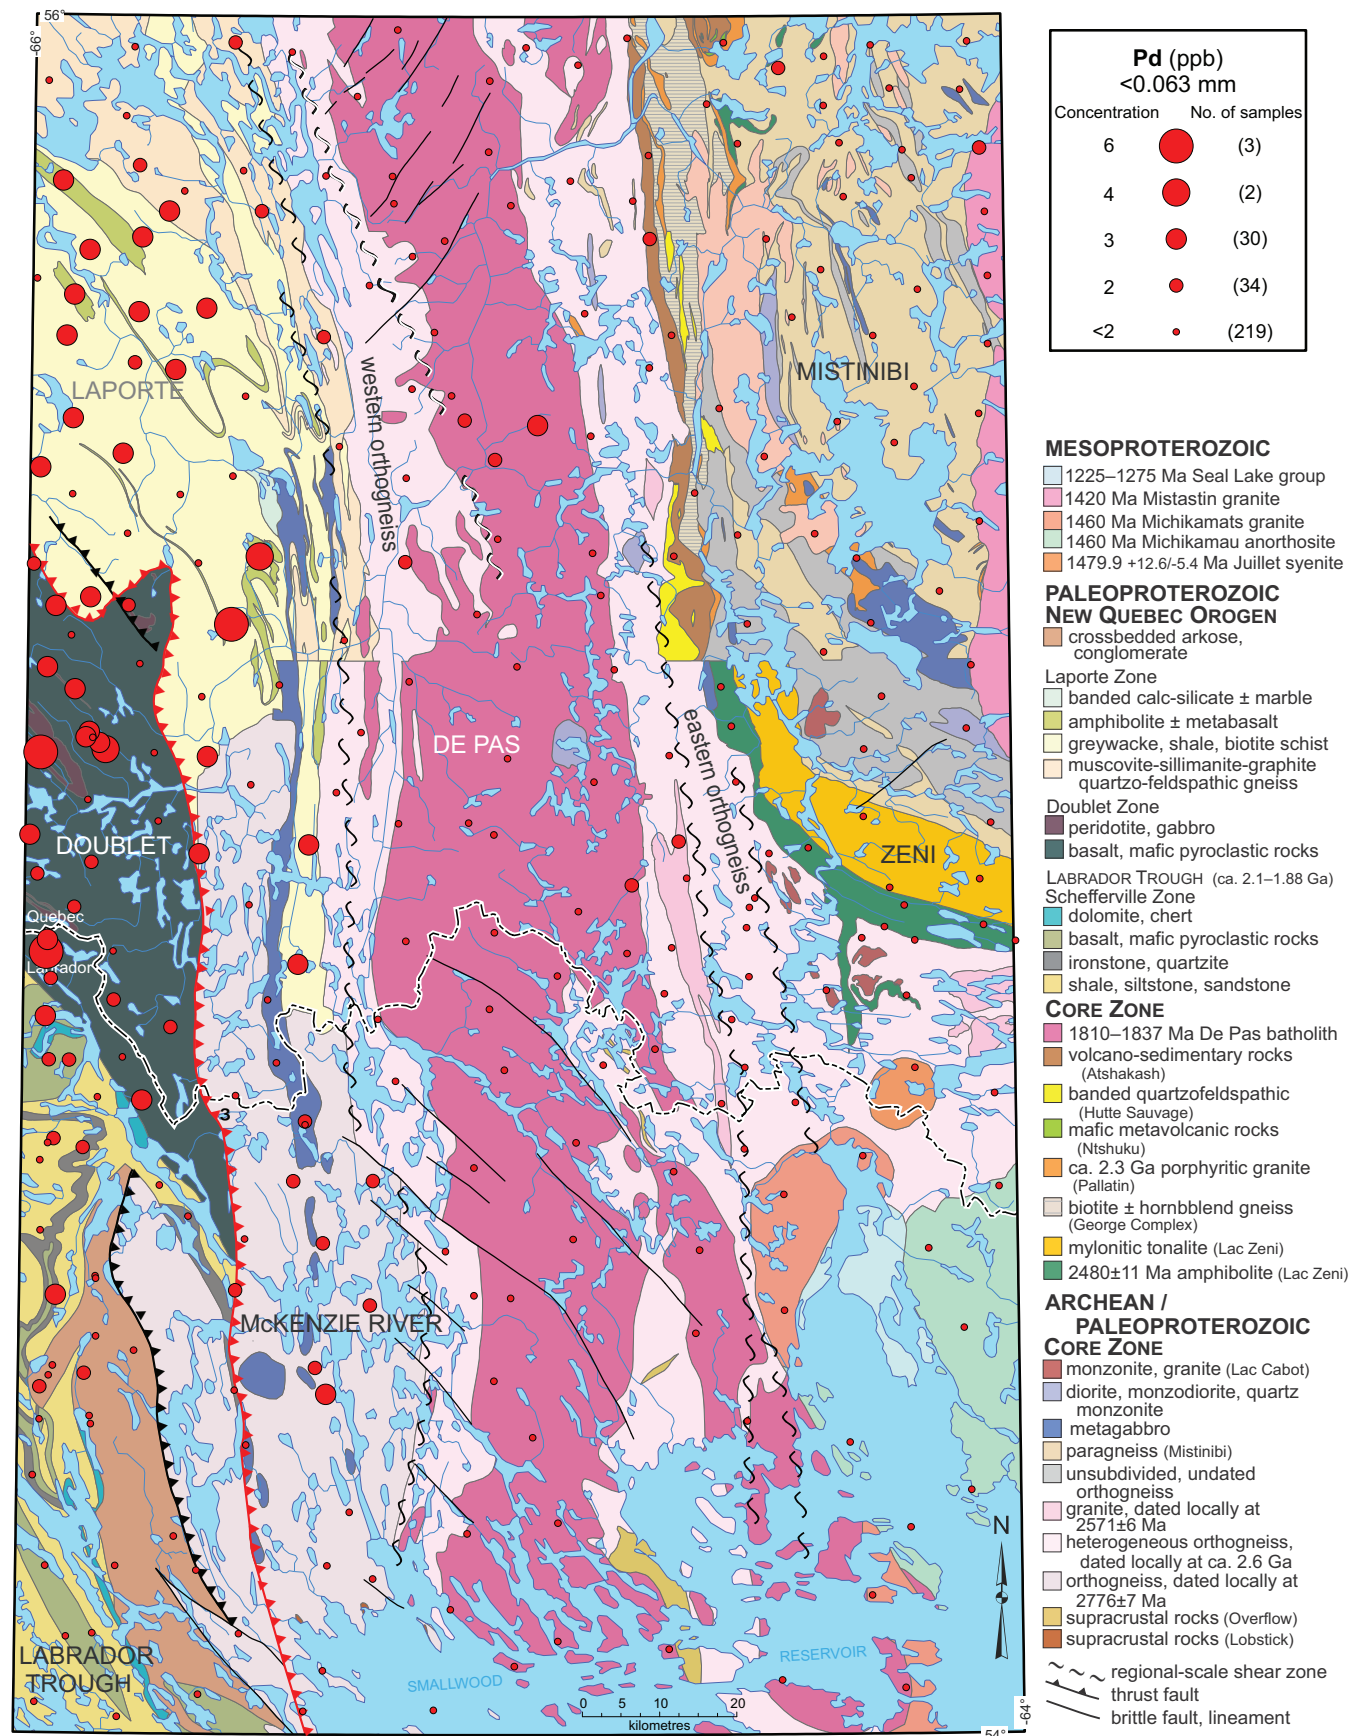 56°
-66°
LAPORTE
western orthogneiss
MISTINIBI
DE PAS
eastern orthogneiss
ZENI
DOUBLET
Quebec
Labrador
3
McKENZIE RIVER
LABRADOR
TROUGH
SMALLWOOD
RESERVOIR
N
0 5 10 20
kilometres
-64°
54°
Pd (ppb)
<0.063 mm
Concentration No. of samples
6 (3)
4 (2)
3 (30)
2 (34)
<2 (219)
MESOPROTEROZOIC
1225–1275 Ma Seal Lake group
1420 Ma Mistastin granite
1460 Ma Michikamats granite
1460 Ma Michikamau anorthosite
1479.9 +12.6/-5.4 Ma Juillet syenite
PALEOPROTEROZOIC
NEW QUEBEC OROGEN
crossbedded arkose,
conglomerate
Laporte Zone
banded calc-silicate ± marble
amphibolite ± metabasalt
greywacke, shale, biotite schist
muscovite-sillimanite-graphite
quartzo-feldspathic gneiss
Doublet Zone
peridotite, gabbro
basalt, mafic pyroclastic rocks
LABRADOR TROUGH (ca. 2.1–1.88 Ga)
Schefferville Zone
dolomite, chert
basalt, mafic pyroclastic rocks
ironstone, quartzite
shale, siltstone, sandstone
CORE ZONE
1810–1837 Ma De Pas batholith
volcano-sedimentary rocks
(Atshakash)
banded quartzofeldspathic
(Hutte Sauvage)
mafic metavolcanic rocks
(Ntshuku)
ca. 2.3 Ga porphyritic granite
(Pallatin)
biotite ± hornbblend gneiss
(George Complex)
mylonitic tonalite (Lac Zeni)
2480±11 Ma amphibolite (Lac Zeni)
ARCHEAN /
PALEOPROTEROZOIC
CORE ZONE
monzonite, granite (Lac Cabot)
diorite, monzodiorite, quartz
monzonite
metagabbro
paragneiss (Mistinibi)
unsubdivided, undated
orthogneiss
granite, dated locally at
2571±6 Ma
heterogeneous orthogneiss,
dated locally at ca. 2.6 Ga
orthogneiss, dated locally at
2776±7 Ma
supracrustal rocks (Overflow)
supracrustal rocks (Lobstick)
regional-scale shear zone
thrust fault
brittle fault, lineament